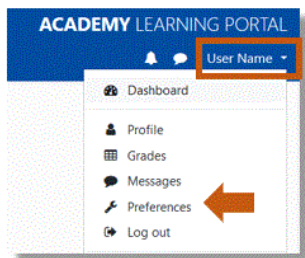 ACADEMY LEARNING PORTAL
User Name
Dashboard
Profile
Grades
Messages
Preferences
Log out